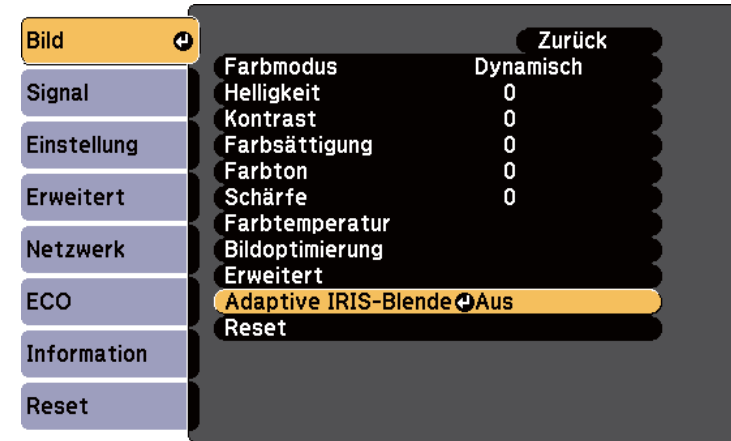 Bild
Signal
Einstellung
Erweitert
Netzwerk
ECO
Information
Reset
Zurück
Farbmodus Dynamisch
Helligkeit 0
Kontrast 0
Farbsättigung 0
Farbton 0
Schärfe 0
Farbtemperatur
Bildoptimierung
Erweitert
Adaptive IRIS-Blende Aus
Reset